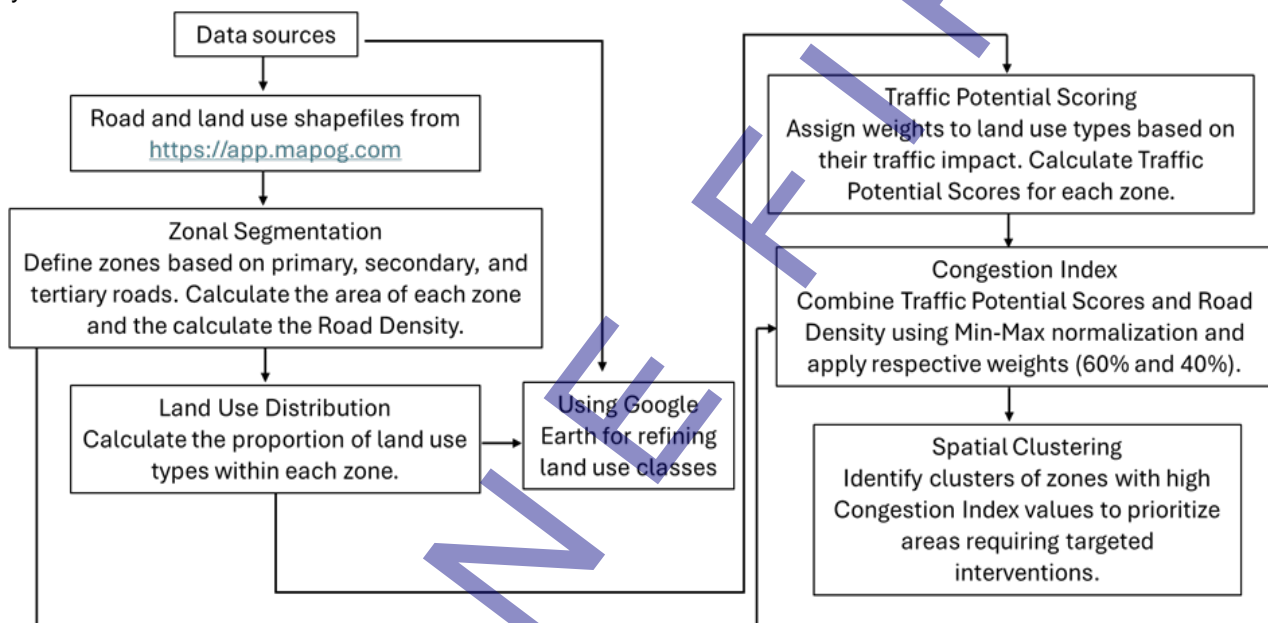 Data sources
Road and land use shapefiles from
https://app.mapog.com
Zonal Segmentation
Define zones based on primary, secondary, and
tertiary roads. Calculate the area of each zone
and the calculate the Road Density.
Land Use Distribution
Calculate the proportion of land use
types within each zone.
Using Google
Earth for refining
land use classes
Traffic Potential Scoring
Assign weights to land use types based on
their traffic impact. Calculate Traffic
Potential Scores for each zone.
Congestion Index
Combine Traffic Potential Scores and Road
Density using Min-Max normalization and
apply respective weights (60% and 40%).
Spatial Clustering
Identify clusters of zones with high
Congestion Index values to prioritize
areas requiring targeted
interventions.